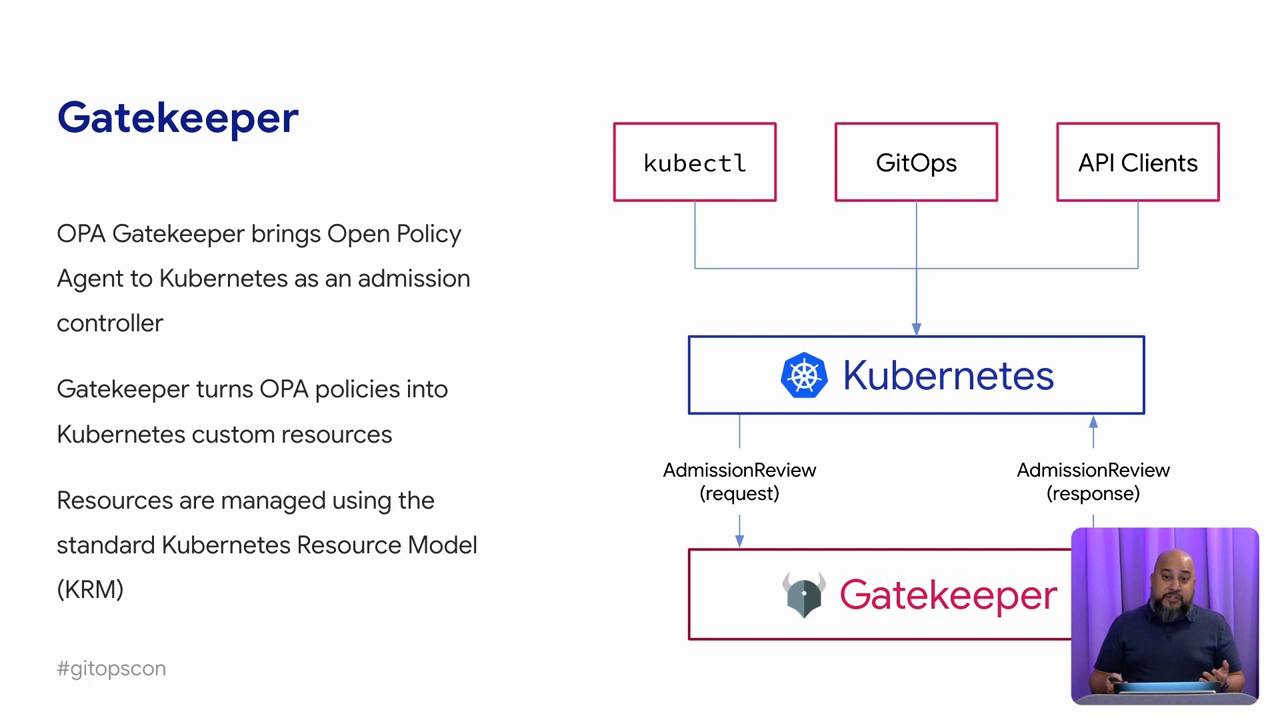 Gatekeeper
OPA Gatekeeper brings Open Policy
Agent to Kubernetes as an admission
controller
Gatekeeper turns OPA policies into
Kubernetes custom resources
Resources are managed using the
standard Kubernetes Resource Model
(KRM)
#gitopscon
kubectl
GitOps
API Clients
Kubernetes
AdmissionReview
(request)
AdmissionReview
(response)
Gatekeeper